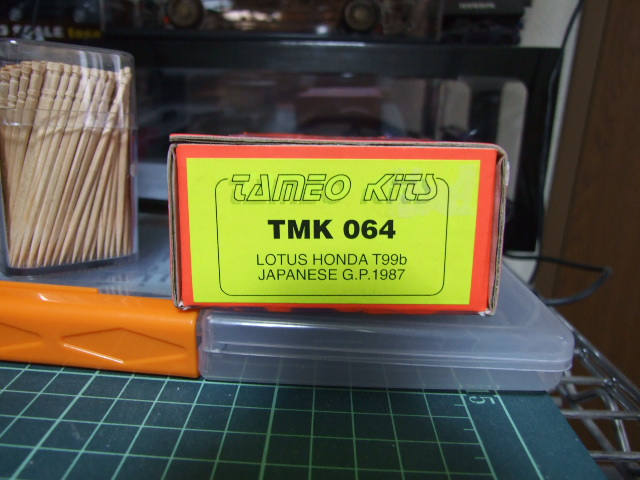 TAMEO KITS
TMK 064
LOTUS HONDA T99b
JAPANESE G.P.1987